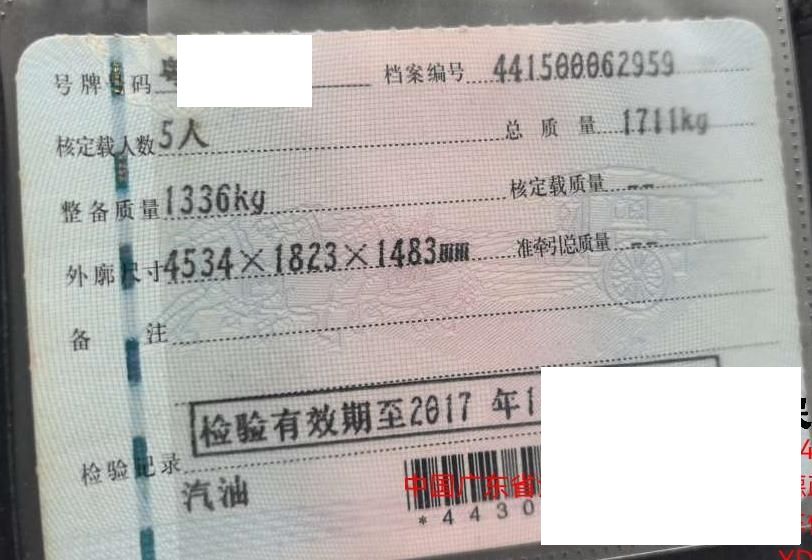 号牌号码 粤 档案编号 441500062959
核定载人数 5人 总质量 1711kg
整备质量 1336kg 核定载质量 --
外廓尺寸 4534×1823×1483mm 准牵引总质量 --
备注
检验有效期至2017 年1
检验记录
汽油
中国广东省
*4430